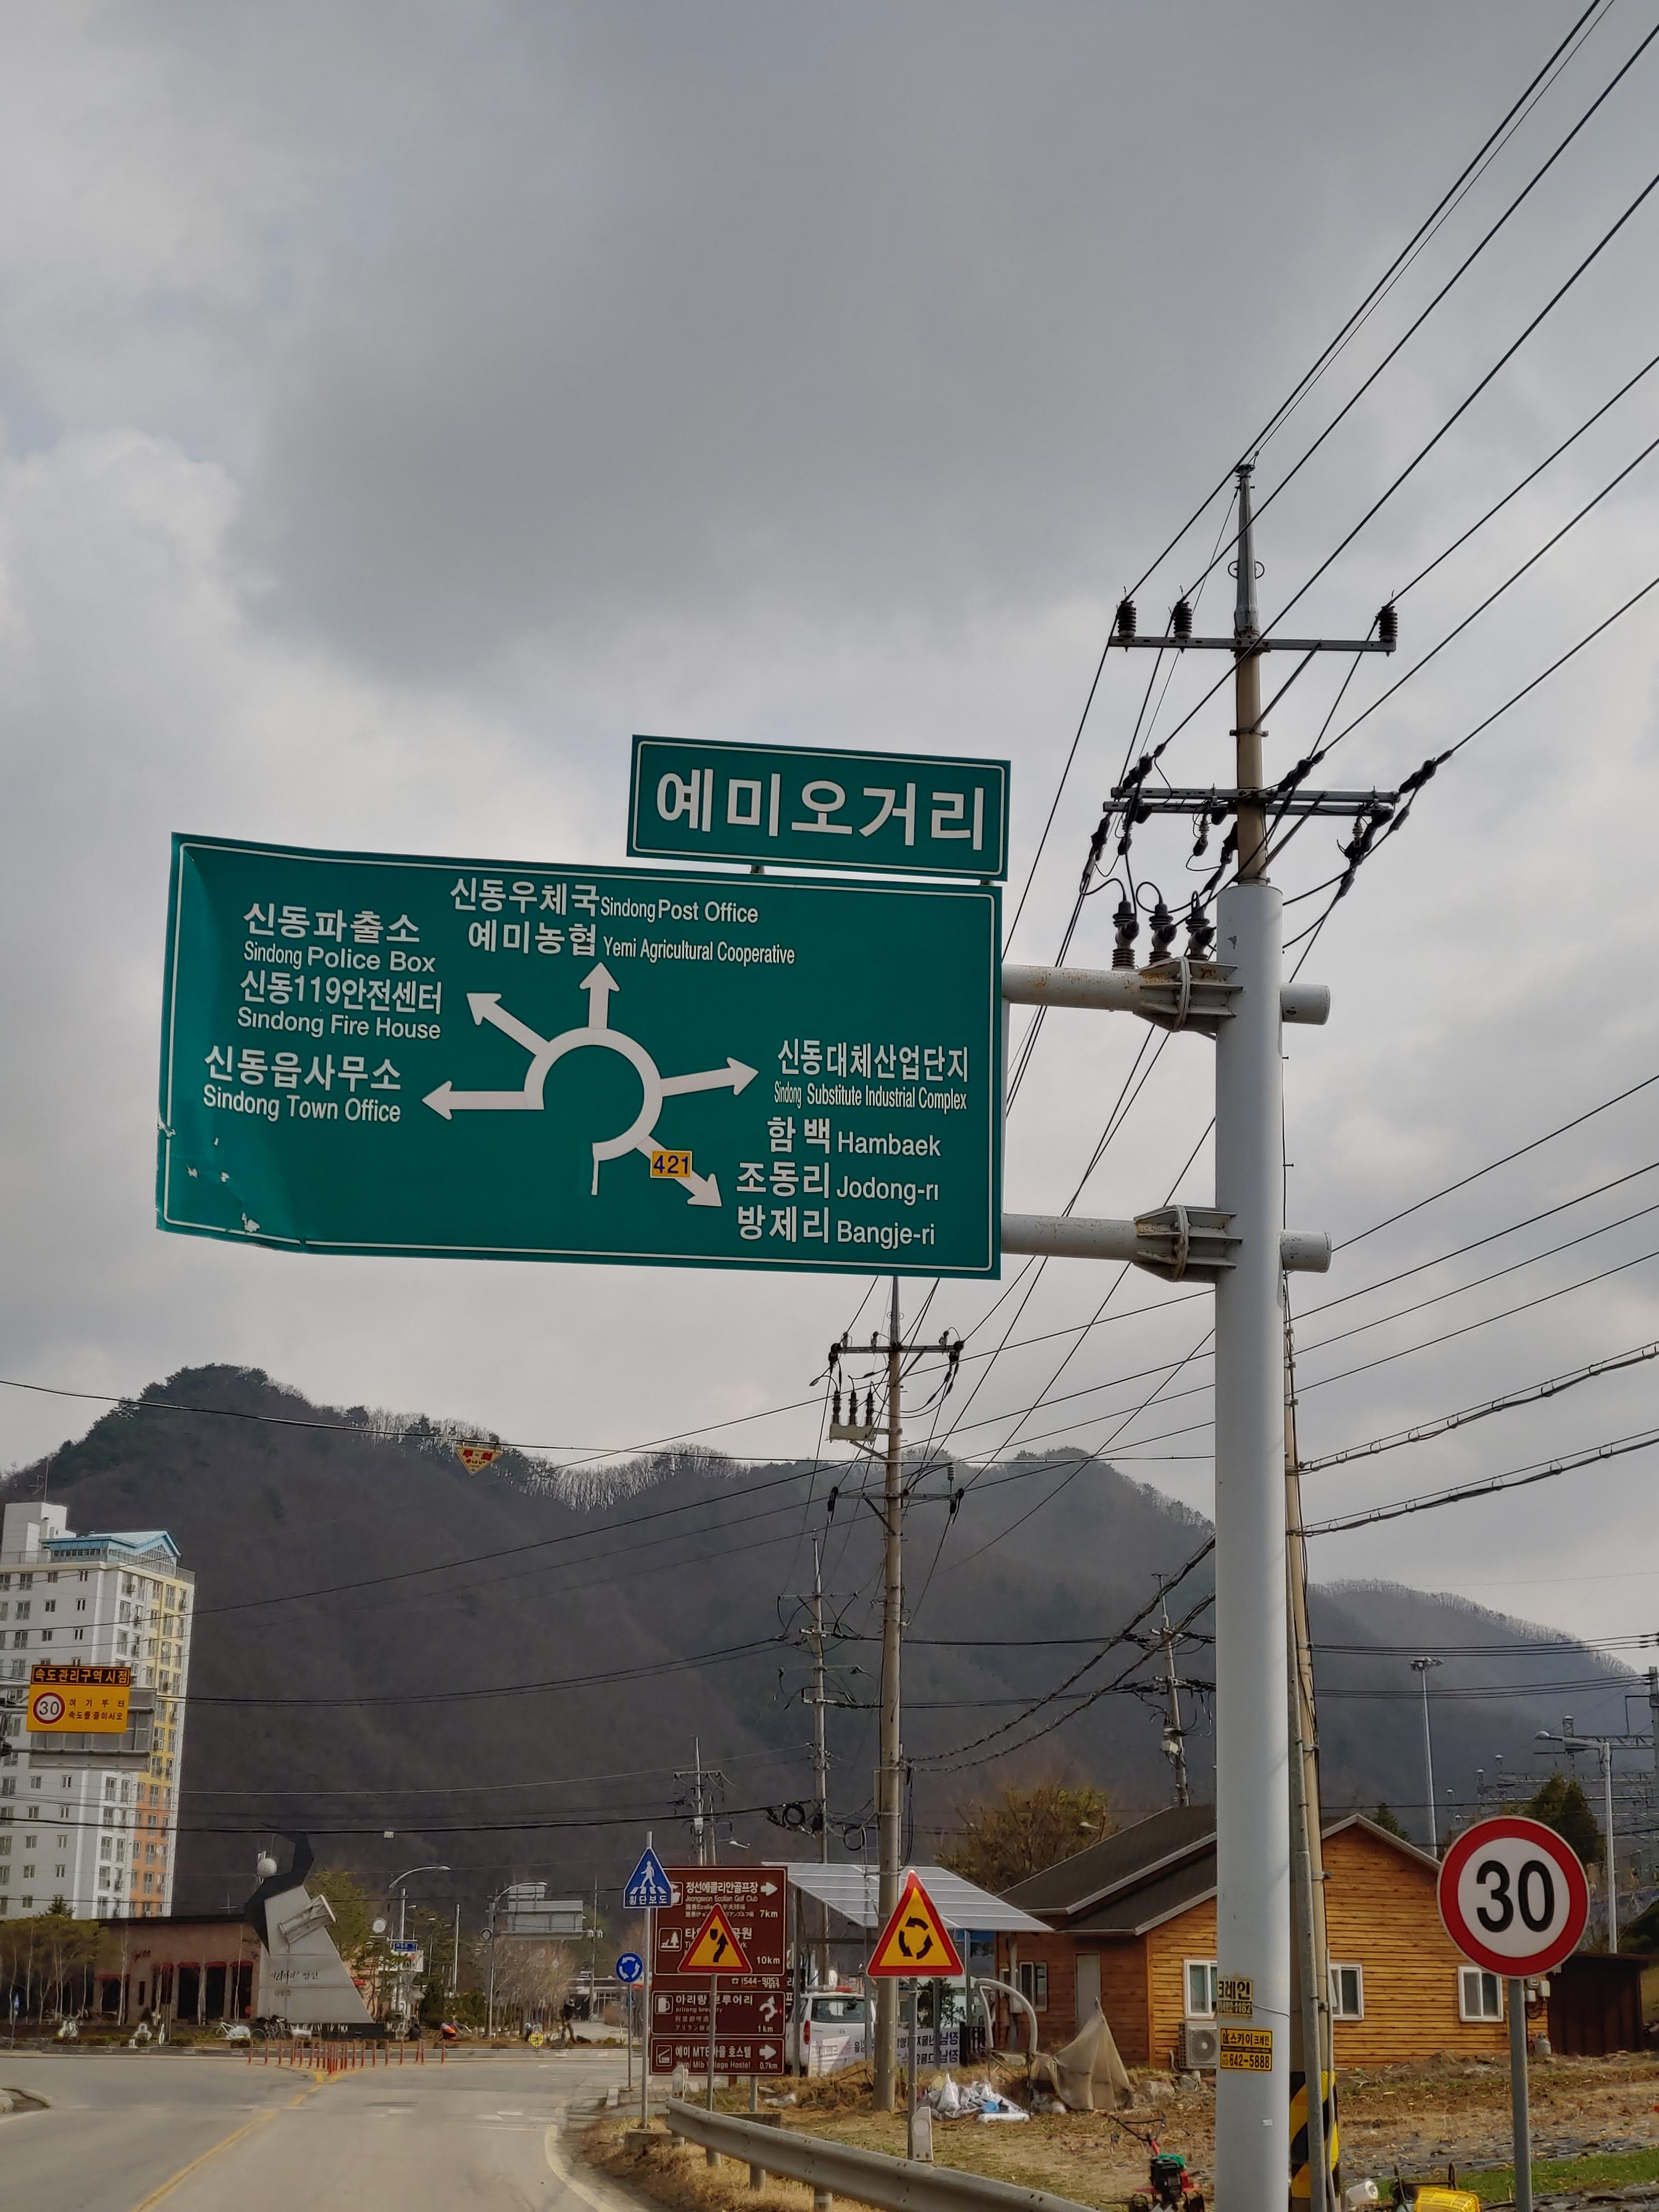 예미오거리
신동우체국 Sindong Post Office
예미농협 Yemi Agricultural Cooperative
신동파출소
Sindong Police Box
신동119안전센터
Sindong Fire House
신동읍사무소
Sindong Town Office
신동대체산업단지
Sindong Substitute Industrial Complex
함백 Hambaek
421
조동리 Jodong-ri
방제리 Bangje-ri
속도관리구역시점
30
여기부터
속도를줄이시오
횡단보도
정선에콜리안골프장
Jeongseon Ecolian Golf Club
7km
공원
10km
아리랑브루어리
1km
예미 MTB마을 호스텔
Yemi Mtb Village Hostel
0.7km
30
크레인
스카이크레인
642-5888